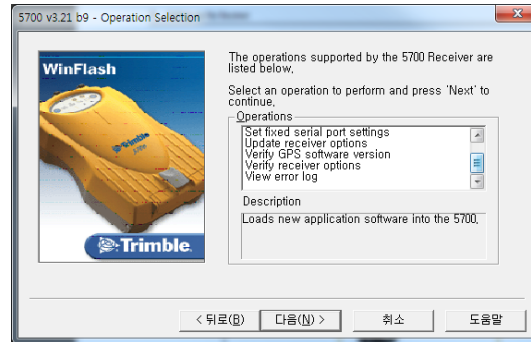 5700 v3.21 b9 - Operation Selection
WinFlash
Trimble
5700
Trimble.
The operations supported by the 5700 Receiver are
listed below,
Select an operation to perform and press 'Next' to
continue,
Operations
Set fixed serial port settings
Update receiver options
Verify GPS software version
Verify receiver options
View error log
Description
Loads new application software into the 5700,
< 뒤로(B)
다음(N) >
취소
도움말